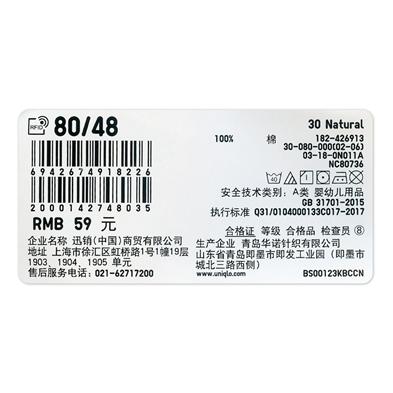 RFID
80/48
30 Natural
182-426913
100% 棉
30-080-000(02-06)
03-18-0N011A
NC80736
6942674918226
2000142735048
40
安全技术类别: A类 婴幼儿用品
GB 31701-2015
执行标准 Q31/0104000133C017-2017
RMB 59 元
企业名称 迅销(中国)商贸有限公司
地址 上海市徐汇区虹桥路1号1幢19层
1903, 1904, 1905 单元
售后服务电话: 021-62717200
合格证 等级 合格品 检查员 ⑧
生产企业 青岛华诺针织有限公司
山东省青岛即墨市即发工业园 (即墨市
城北三路西侧)
www.uniqlo.com
BS00123KBCCN